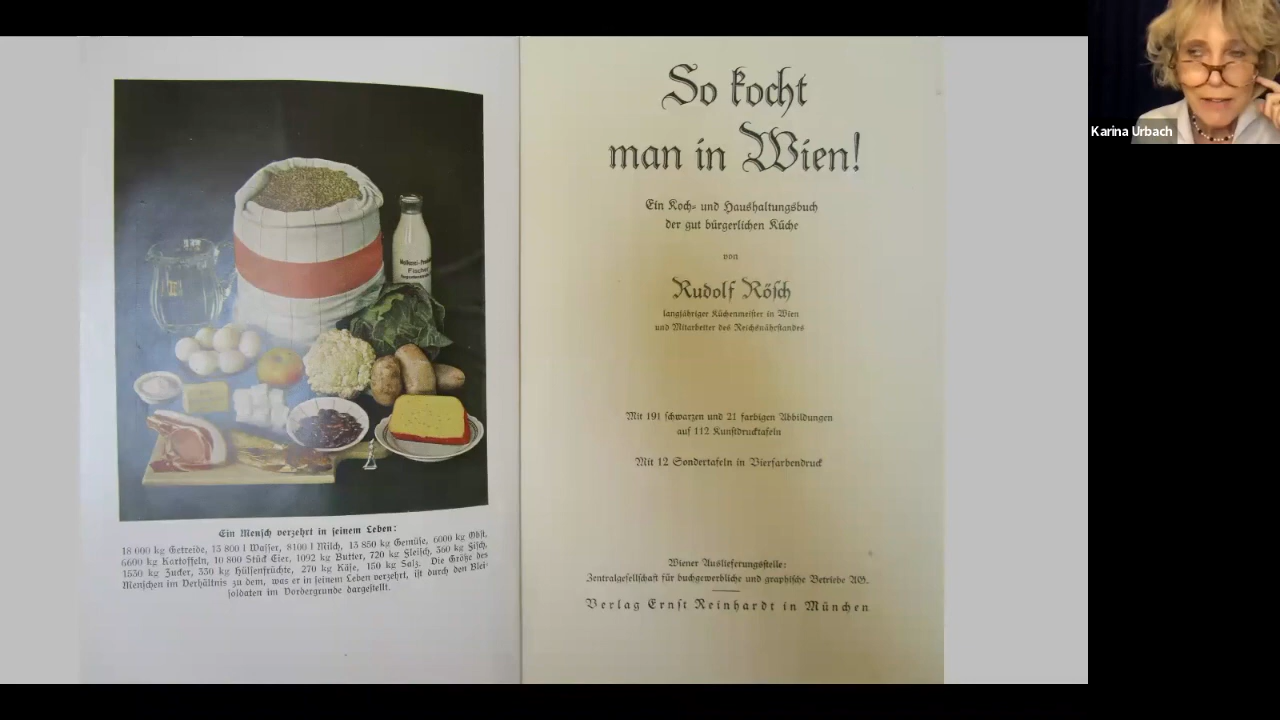 Ein Mensch verzehrt in seinem Leben:
18 000 kg Getreide, 15 800 l Wasser, 8100 l Milch, 15 850 kg Gemüse, 6000 kg Obst,
6600 kg Kartoffeln, 10 800 Stück Eier, 1092 kg Butter, 720 kg Fleisch, 360 kg Fisch,
1550 kg Zucker, 330 kg Hülsenfrüchte, 270 kg Käse, 150 kg Salz. Die Größe des
Menschen im Verhältnis zu dem, was er in seinem Leben verzehrt, ist durch den Blei-
soldaten im Vordergrunde dargestellt.
So kocht
man in Wien!
Ein Koch- und Haushaltungsbuch
der gut bürgerlichen Küche
von
Rudolf Rösch
langjähriger Küchenmeister in Wien
und Mitarbeiter des Reichsnährstandes
Mit 191 schwarzen und 21 farbigen Abbildungen
auf 112 Kunstdrucktafeln
Mit 12 Sondertafeln in Vierfarbendruck
Wiener Auslieferungsstelle:
Zentralgesellschaft für buchgewerbliche und graphische Betriebe AG.
Verlag Ernst Reinhardt in München
Karina Urbach